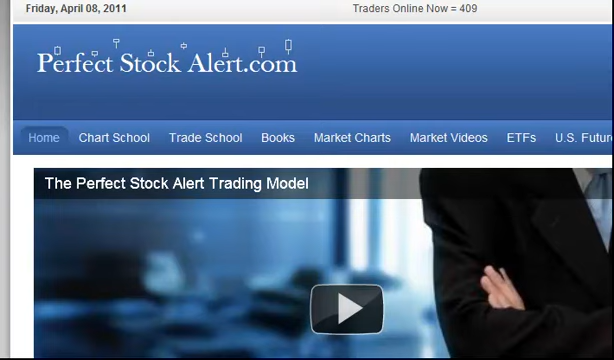 Friday, April 08, 2011 Traders Online Now = 409
Perfect Stock Alert.com
Home Chart School Trade School Books Market Charts Market Videos ETFs U.S. Futur
The Perfect Stock Alert Trading Model